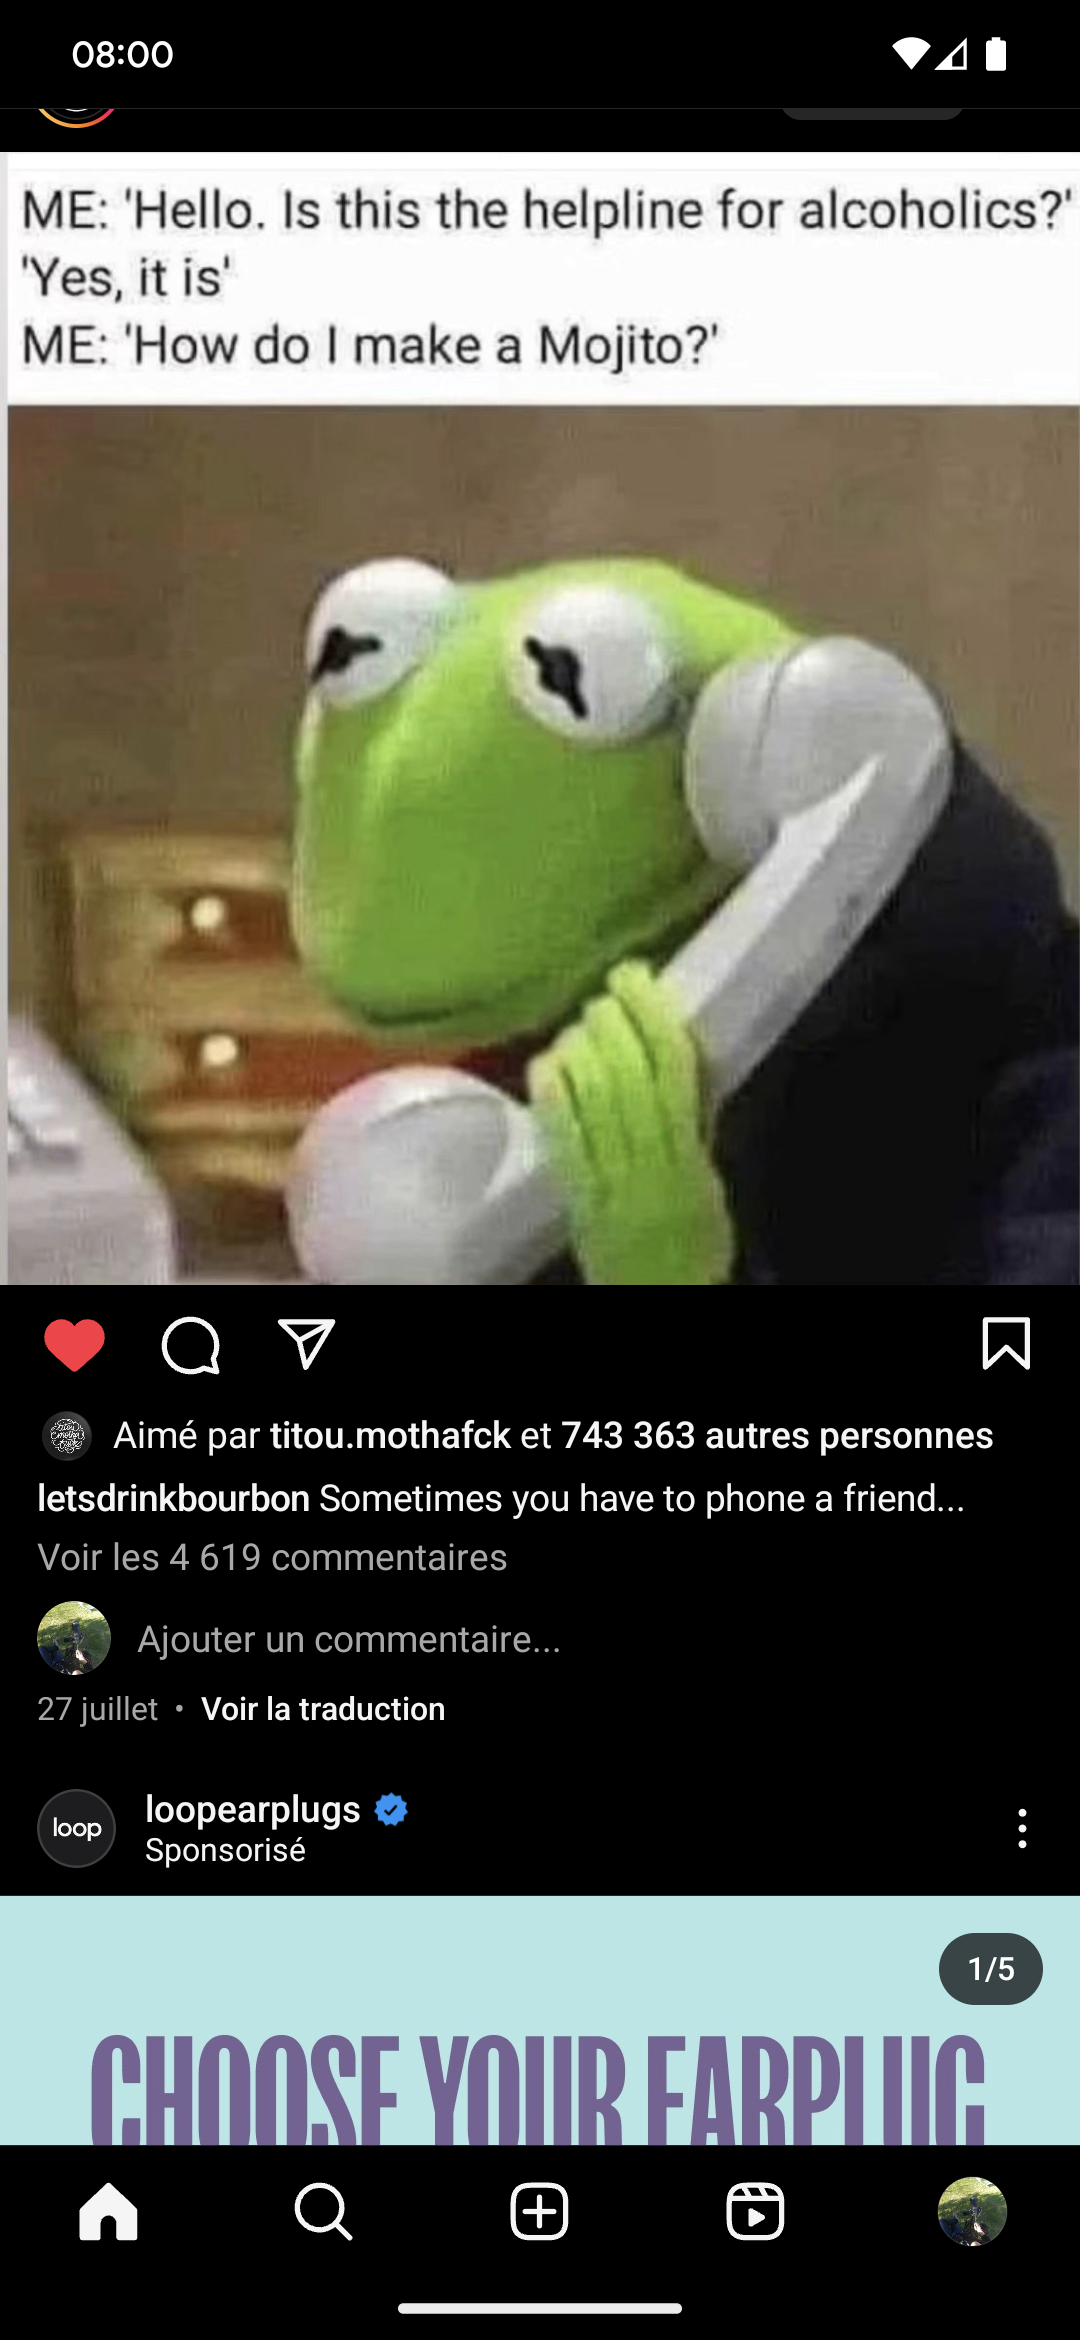 08:00
ME: 'Hello. Is this the helpline for alcoholics?'
'Yes, it is'
ME: 'How do I make a Mojito?'
Aimé par titou.mothafck et 743 363 autres personnes
letsdrinkbourbon Sometimes you have to phone a friend...
Voir les 4 619 commentaires
Ajouter un commentaire...
27 juillet • Voir la traduction
loop
loopearplugs
Sponsorisé
1/5
CHOOSE YOUR EARPLUG